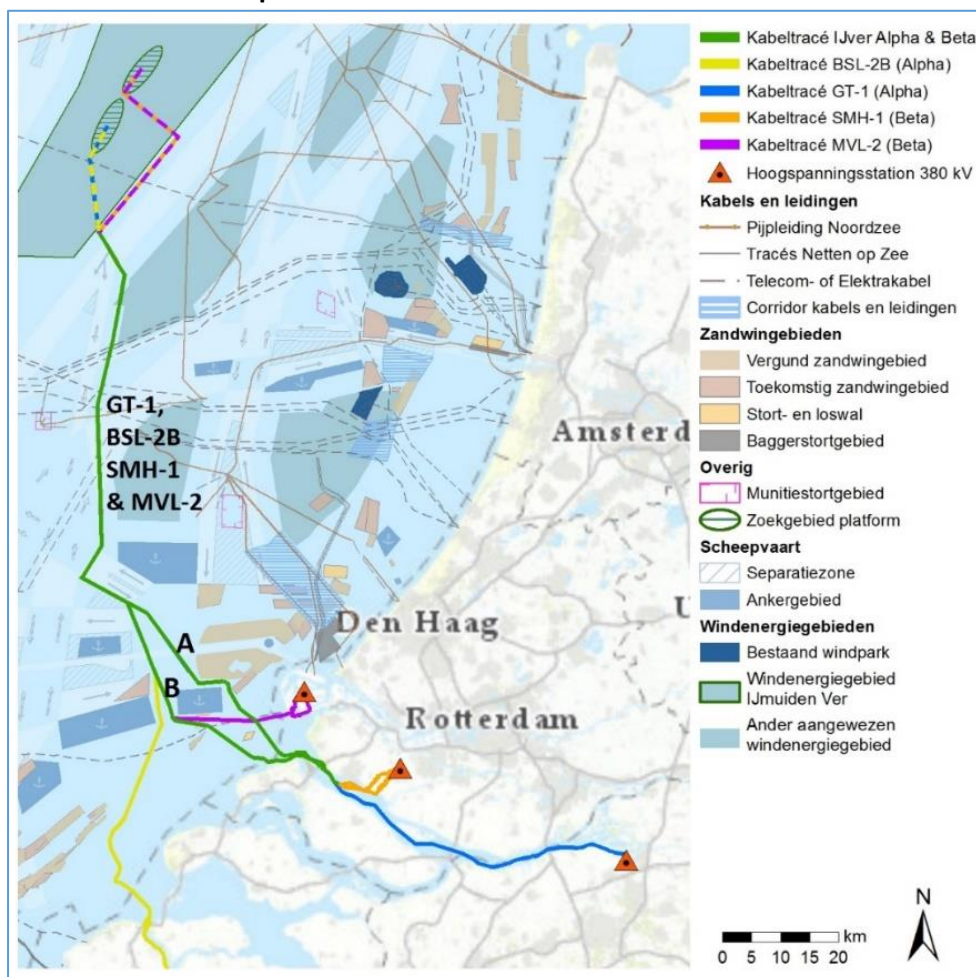 GT-1,
BSL-2B
SMH-1
& MVL-2
A
B
Amsterd
Den Haag
U
Rotterdam
Kabeltracé IJver Alpha & Beta
Kabeltracé BSL-2B (Alpha)
Kabeltracé GT-1 (Alpha)
Kabeltracé SMH-1 (Beta)
Kabeltracé MVL-2 (Beta)
Hoogspanningsstation 380 kV
Kabels en leidingen
Pijpleiding Noordzee
Tracés Netten op Zee
Telecom- of Elektrakabel
Corridor kabels en leidingen
Zandwingebieden
Vergund zandwingebied
Toekomstig zandwingebied
Stort- en loswal
Baggerstortgebied
Overig
Munitiestortgebied
Zoekgebied platform
Scheepvaart
Separatiezone
Ankergebied
Windenergiegebieden
Bestaand windpark
Windenergiegebied
IJmuiden Ver
Ander aangewezen
windenergiegebied
N
km
0 5 10 15 20